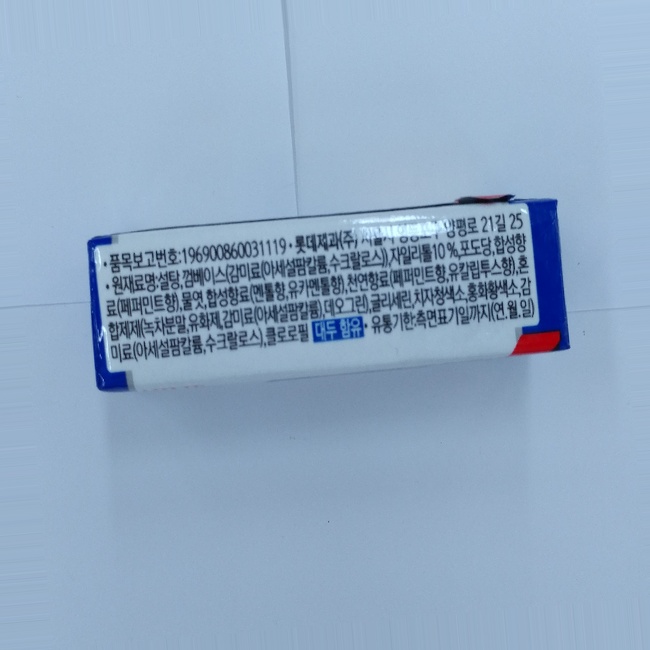 •품목보고번호:196900860031119•롯데제과(주) 양평로 21길 25
•원재료명:설탕,껌베이스(감미료(아세설팜칼륨,수크랄로스)),자일리톨10%,포도당,합성향
료(페퍼민트향),물엿,합성향료(멘톨향,유카멘톨향),천연향료(페퍼민트향,유칼립투스향),혼
합제제(녹차분말,유화제,감미료(아세설팜칼륨),데오그린),글리세린,치자청색소,홍화황색소,감
미료(아세설팜칼륨,수크랄로스),클로로필 대두 함유 •유통기한:측면표기일까지(연.월.일)